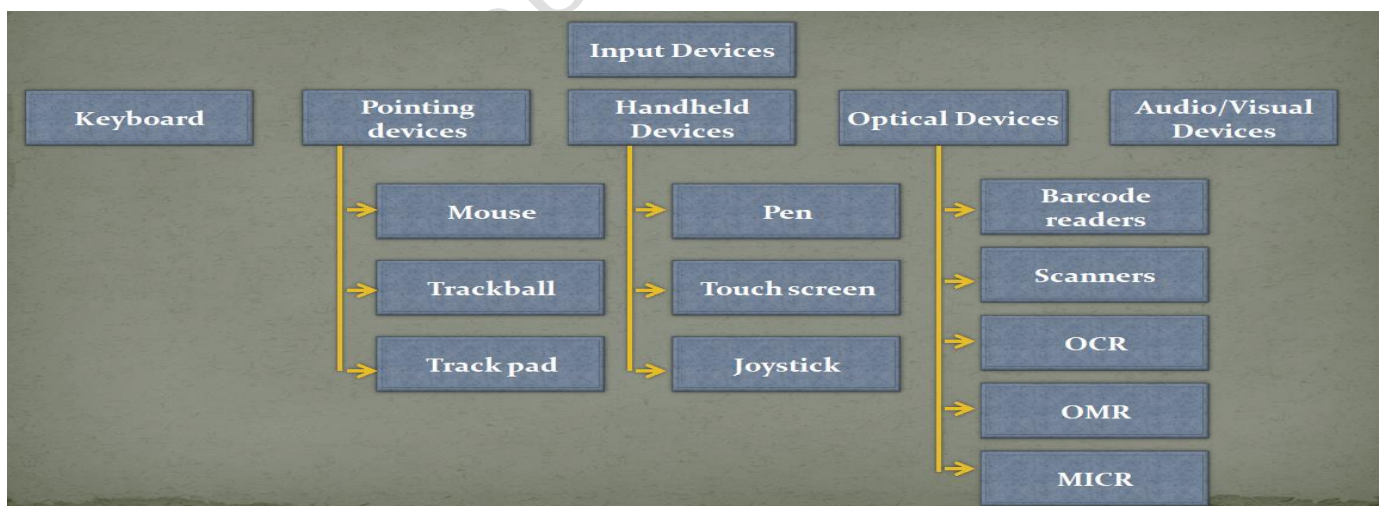 Input Devices
Keyboard
Pointing
devices
Handheld
Devices
Optical Devices
Audio/Visual
Devices
Mouse
Trackball
Track pad
Pen
Touch screen
Joystick
Barcode
readers
Scanners
OCR
OMR
MICR